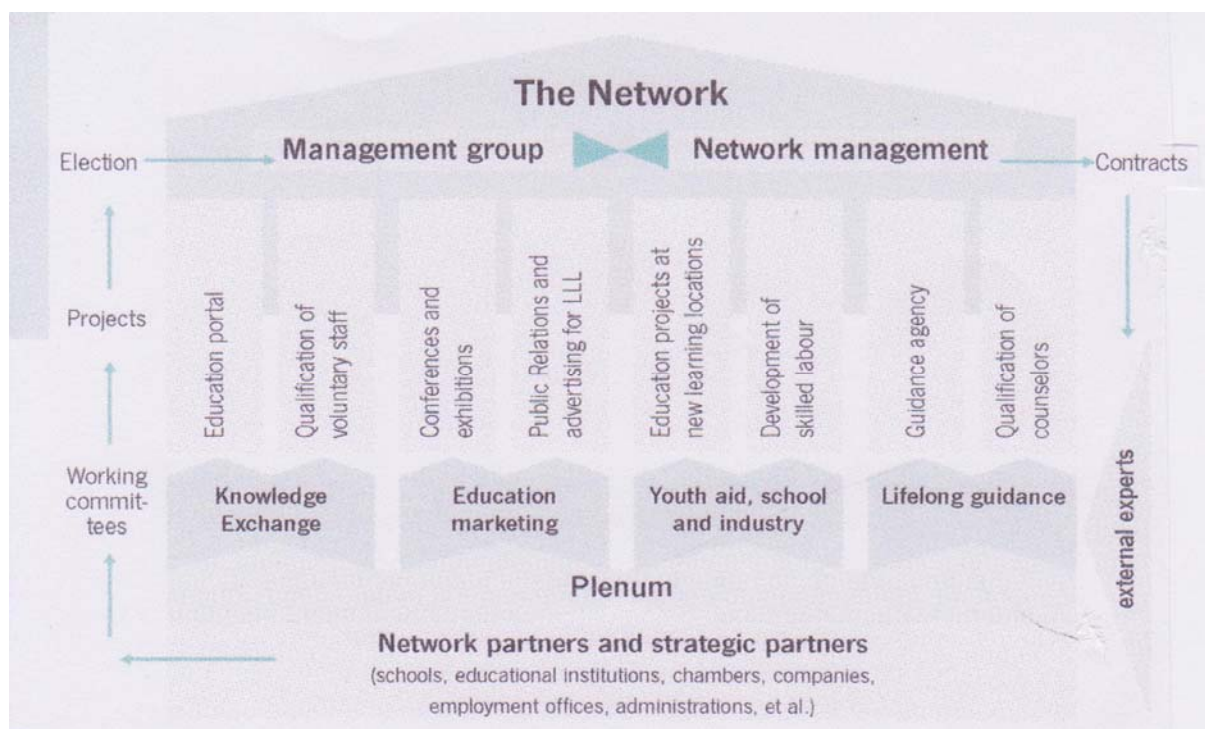 The Network
Election
Management group
Network management
Contracts
Projects
Education portal
Qualification of
voluntary staff
Conferences and
exhibitions
Public Relations and
advertising for LLL
Education projects at
new learning locations
Development of
skilled labour
Guidance agency
Qualification of
counselors
Working
commit-
tees
Knowledge
Exchange
Education
marketing
Youth aid, school
and industry
Lifelong guidance
external experts
Plenum
Network partners and strategic partners
(schools, educational institutions, chambers, companies,
employment offices, administrations, et al.)